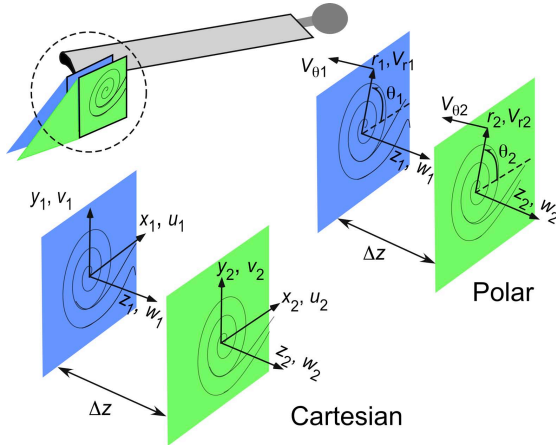 Vθ1
r1,Vr1
θ1
z1, w1
Vθ2
r2,Vr2
θ2
z2, w2
Δz
Polar
y1, v1
x1, u1
z1, w1
y2, v2
x2, u2
z2, w2
Δz
Cartesian